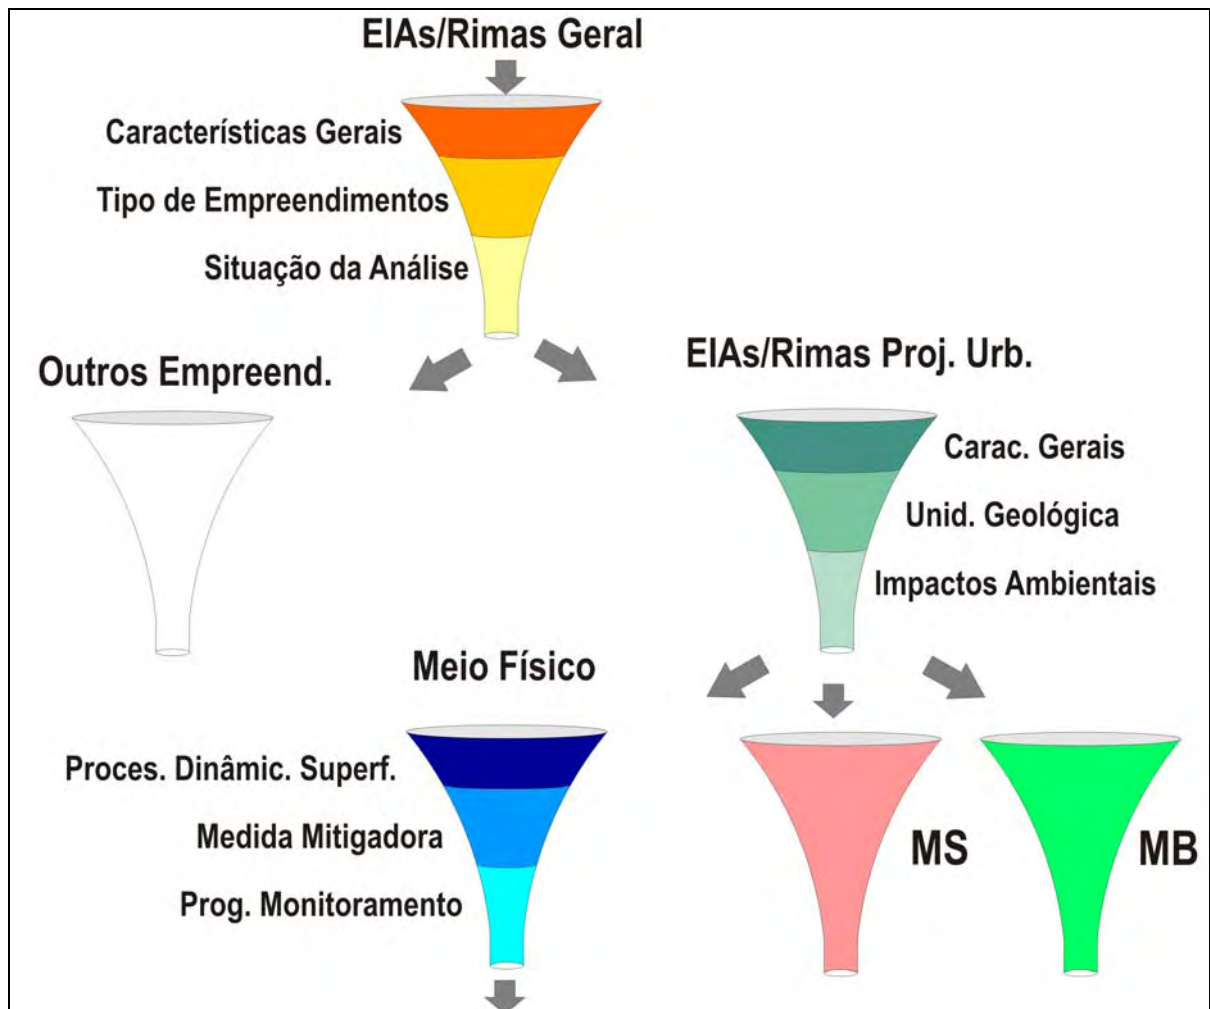 EIAs/Rimas Geral
Características Gerais
Tipo de Empreendimentos
Situação da Análise
Outros Empreend.
EIAs/Rimas Proj. Urb.
Carac. Gerais
Unid. Geológica
Impactos Ambientais
Meio Físico
Proces. Dinâmic. Superf.
Medida Mitigadora
Prog. Monitoramento
MS
MB